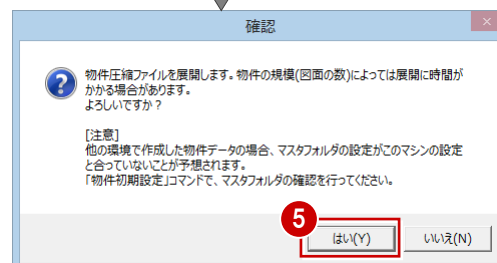 確認
物件圧縮ファイルを展開します。物件の規模(図面の数)によっては展開に時間が
かかる場合があります。
よろしいですか？
[注意]
他の環境で作成した物件データの場合、マスタフォルダの設定がこのマシンの設定
と合っていないことが予想されます。
「物件初期設定」コマンドで、マスタフォルダの確認を行ってください。
5
はい(Y)
いいえ(N)